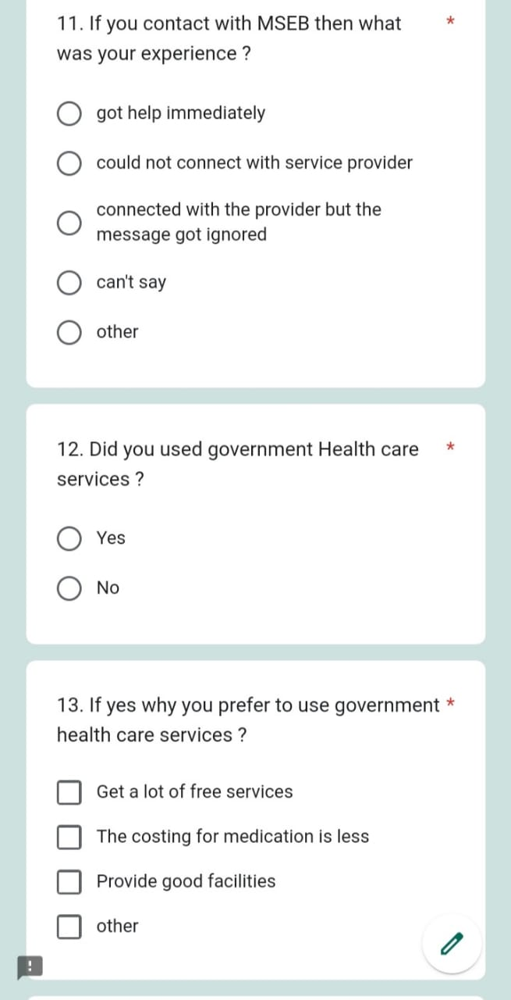 11. If you contact with MSEB then what *
was your experience ?
got help immediately
could not connect with service provider
connected with the provider but the
message got ignored
can't say
other
12. Did you used government Health care *
services ?
Yes
No
13. If yes why you prefer to use government *
health care services ?
Get a lot of free services
The costing for medication is less
Provide good facilities
other
!